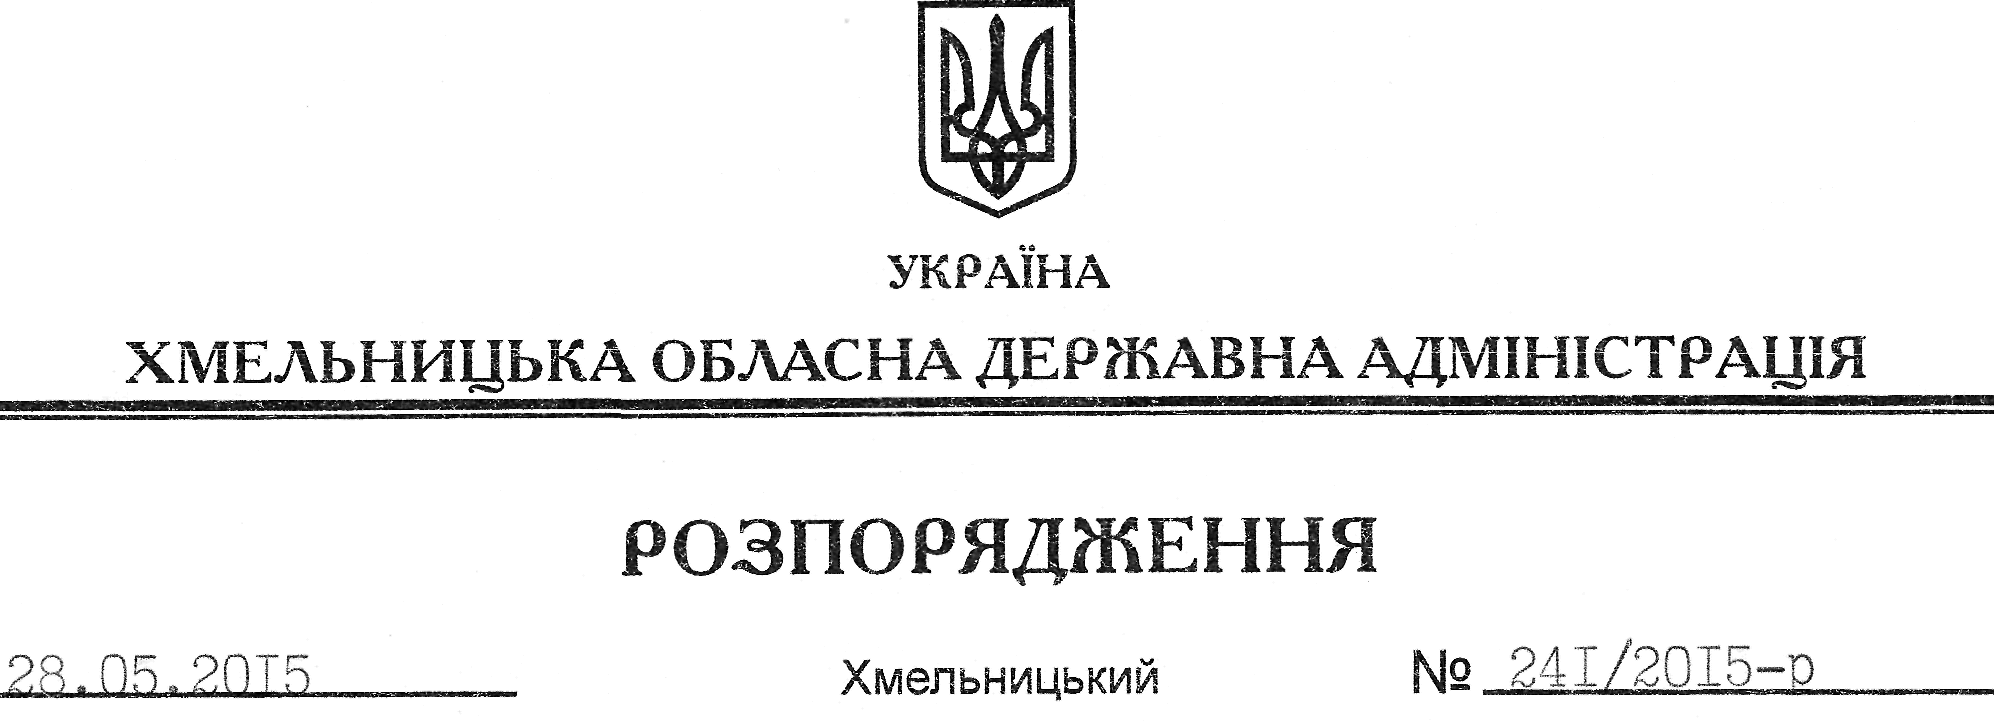 УКРАЇНА
ХМЕЛЬНИЦЬКА ОБЛАСНА ДЕРЖАВНА АДМІНІСТРАЦІЯ
РОЗПОРЯДЖЕННЯ
28.05.2015 Хмельницький № 241/2015-р